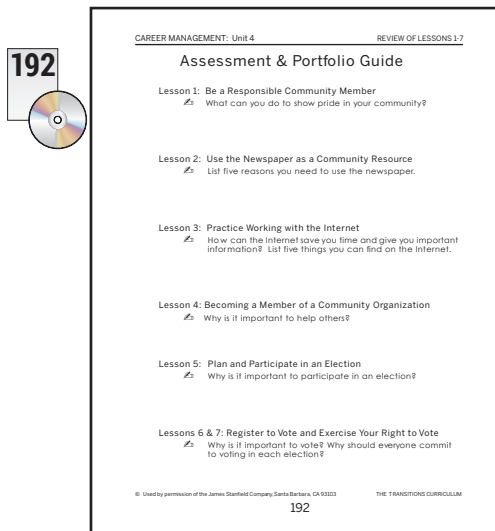 192
CAREER MANAGEMENT: Unit 4 REVIEW OF LESSONS 1-7
Assessment & Portfolio Guide
Lesson 1: Be a Responsible Community Member
✍ What can you do to show pride in your community?
Lesson 2: Use the Newspaper as a Community Resource
✍ List five reasons you need to use the newspaper.
Lesson 3: Practice Working with the Internet
✍ How can the Internet save you time and give you important
information? List five things you can find on the Internet.
Lesson 4: Becoming a Member of a Community Organization
✍ Why is it important to help others?
Lesson 5: Plan and Participate in an Election
✍ Why is it important to participate in an election?
Lessons 6 & 7: Register to Vote and Exercise Your Right to Vote
✍ Why is it important to vote? Why should everyone commit
to voting in each election?
© Used by permission of the James Stanfield Company, Santa Barbara, CA 93103 THE TRANSITIONS CURRICULUM
192